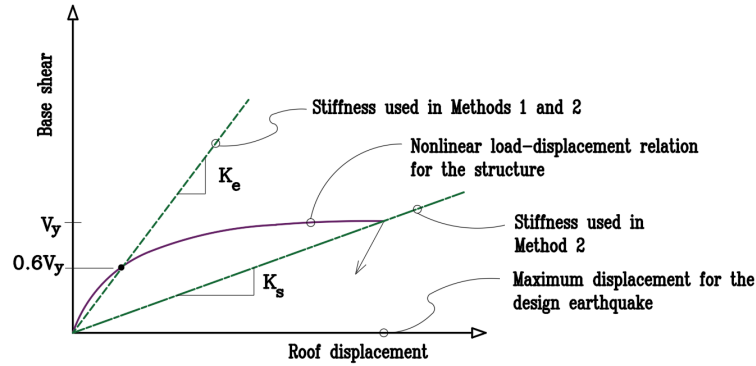 Base shear
Stiffness used in Methods 1 and 2
Nonlinear load-displacement relation
for the structure
Ke
Vy
Stiffness used in
Method 2
0.6Vy
Ks
Maximum displacement for the
design earthquake
Roof displacement